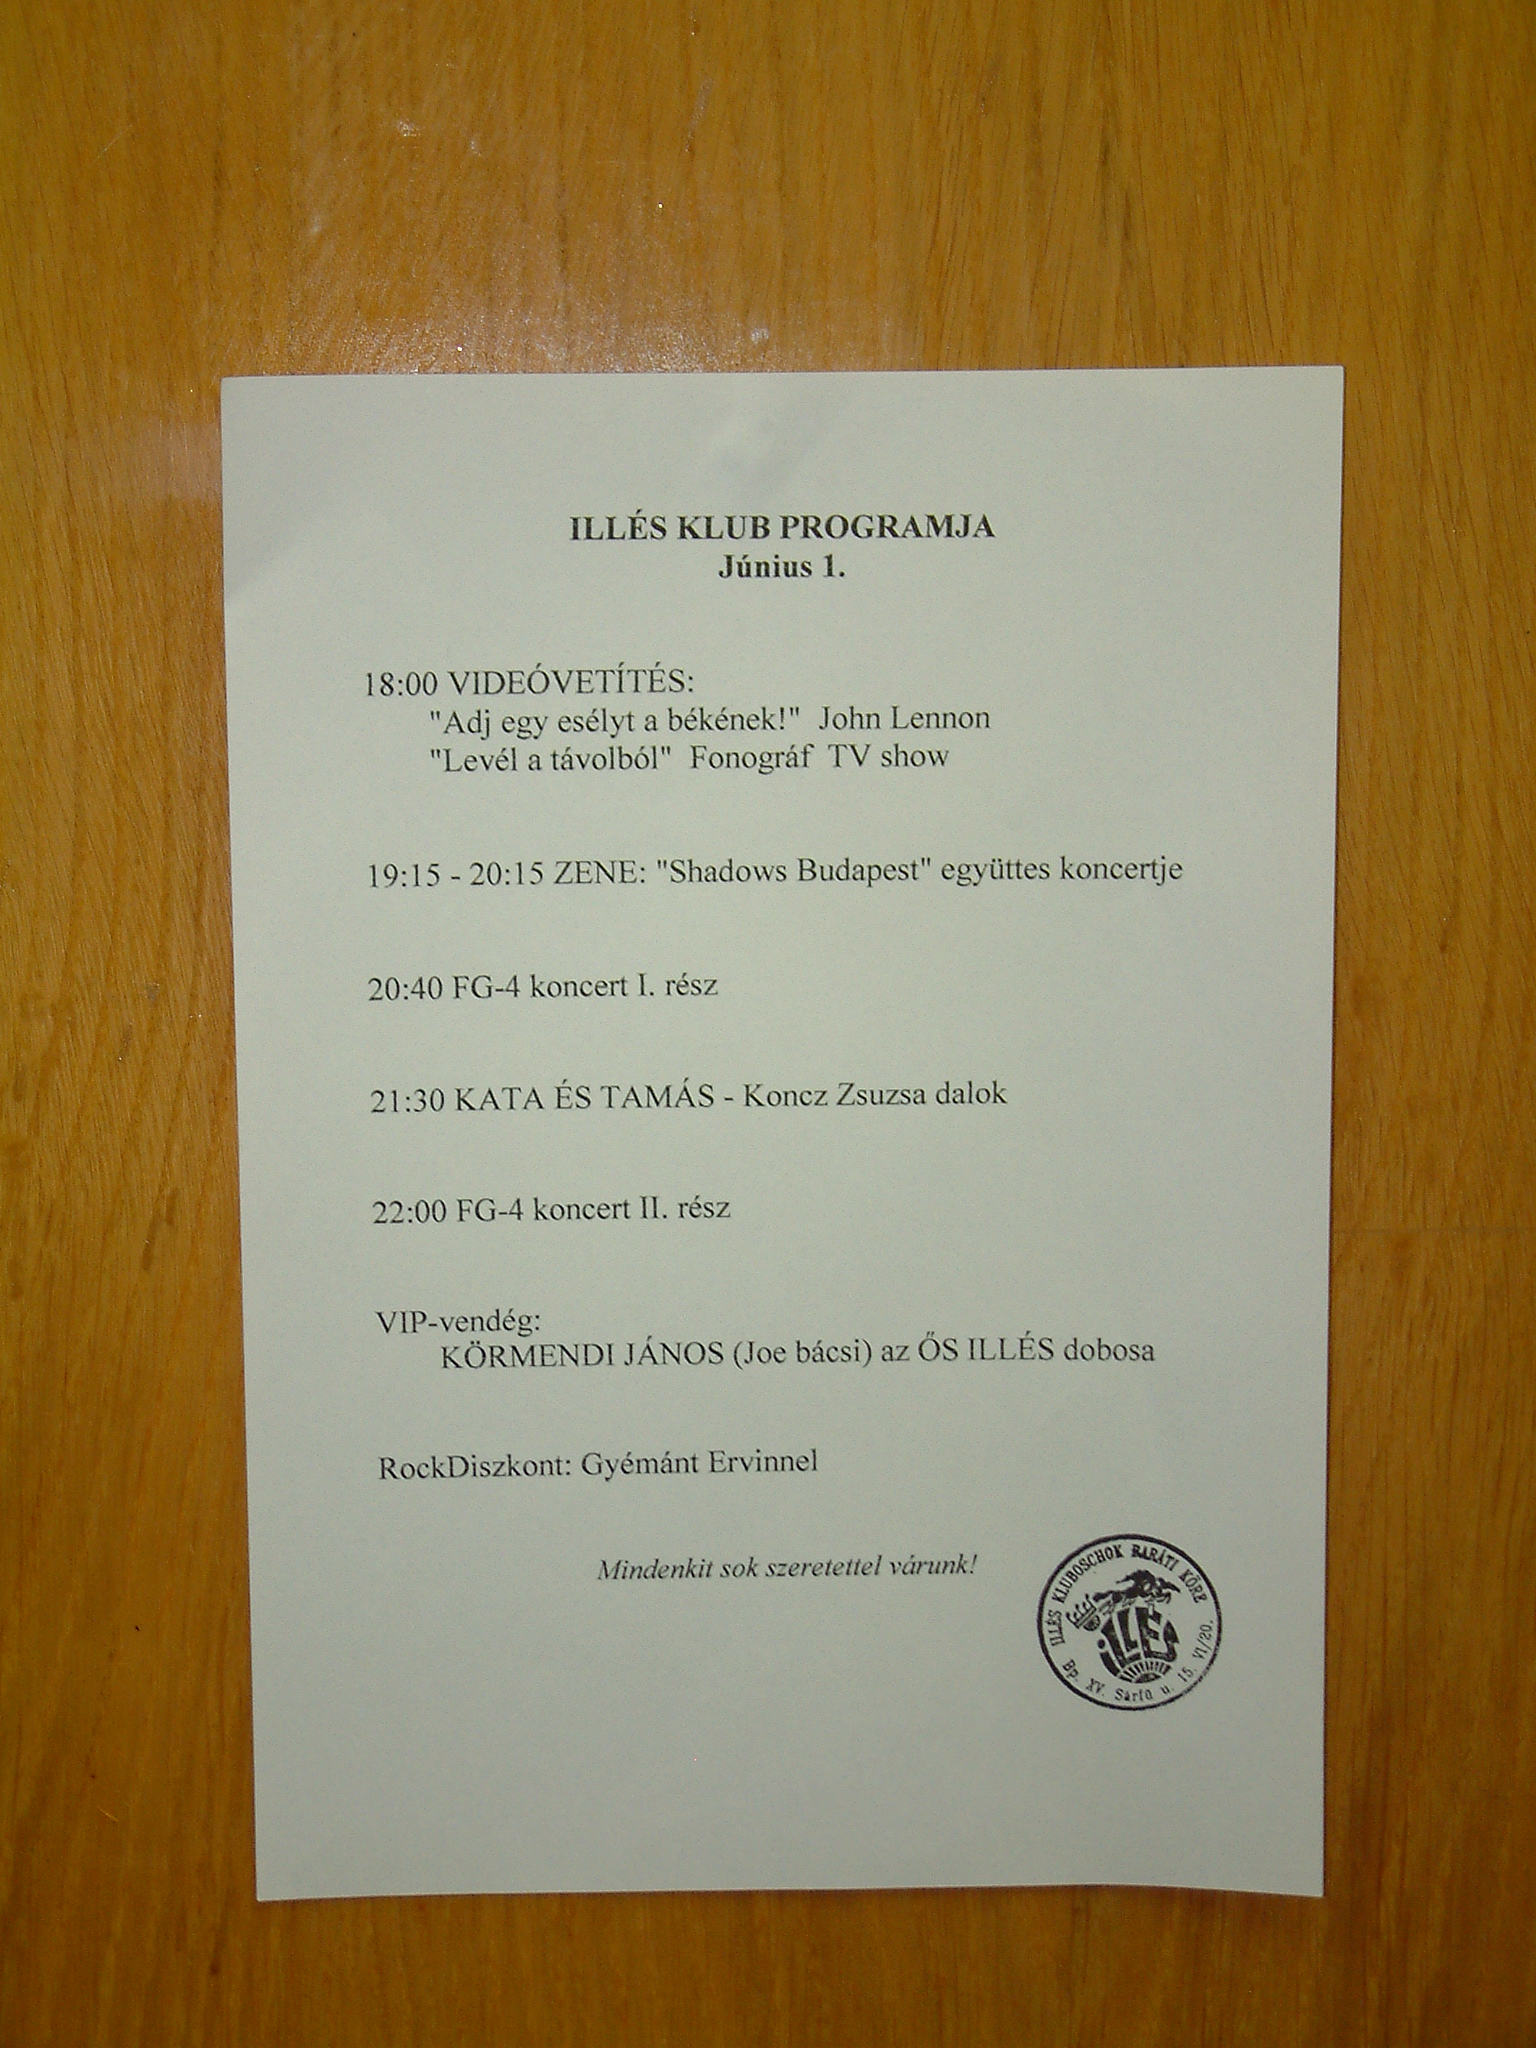 ILLÉS KLUB PROGRAMJA
Június 1.
18:00 VIDEÓVETÍTÉS:
"Adj egy esélyt a békének!" John Lennon
"Levél a távolból" Fonográf TV show
19:15 - 20:15 ZENE: "Shadows Budapest" együttes koncertje
20:40 FG-4 koncert I. rész
21:30 KATA ÉS TAMÁS - Koncz Zsuzsa dalok
22:00 FG-4 koncert II. rész
VIP-vendég:
KÖRMENDI JÁNOS (Joe bácsi) az ŐS ILLÉS dobosa
RockDiszkont: Gyémánt Ervinnel
Mindenkit sok szeretettel várunk!
ILLÉS KLUBOSCHOK BARÁTI KÖRE
ILLÉS
Bp. XV. Sárfű u. 15. VI/20.